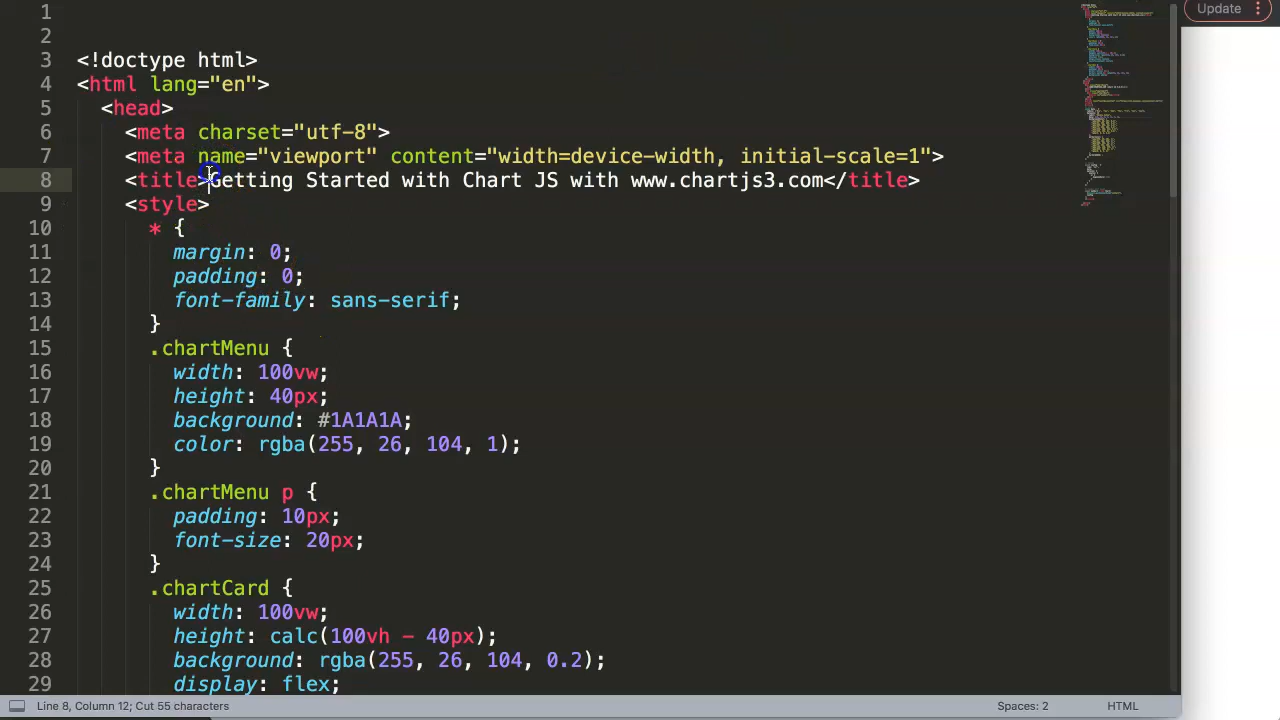 Update
1
2
3 <!doctype html>
4 <html lang="en">
5 <head>
6 <meta charset="utf-8">
7 <meta name="viewport" content="width=device-width, initial-scale=1">
8 <title>Getting Started with Chart JS with www.chartjs3.com</title>
9 <style>
10 * {
11 margin: 0;
12 padding: 0;
13 font-family: sans-serif;
14 }
15 .chartMenu {
16 width: 100vw;
17 height: 40px;
18 background: #1A1A1A;
19 color: rgba(255, 26, 104, 1);
20 }
21 .chartMenu p {
22 padding: 10px;
23 font-size: 20px;
24 }
25 .chartCard {
26 width: 100vw;
27 height: calc(100vh - 40px);
28 background: rgba(255, 26, 104, 0.2);
29 display: flex;
Line 8, Column 12; Cut 55 characters
Spaces: 2
HTML